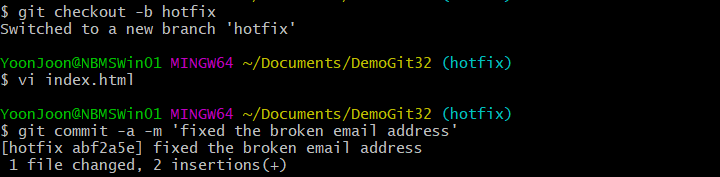 $ git checkout -b hotfix
Switched to a new branch 'hotfix'
YoonJoon@NBMSWin01 MINGW64 ~/Documents/DemoGit32 (hotfix)
$ vi index.html
YoonJoon@NBMSWin01 MINGW64 ~/Documents/DemoGit32 (hotfix)
$ git commit -a -m 'fixed the broken email address'
[hotfix abf2a5e] fixed the broken email address
 1 file changed, 2 insertions(+)